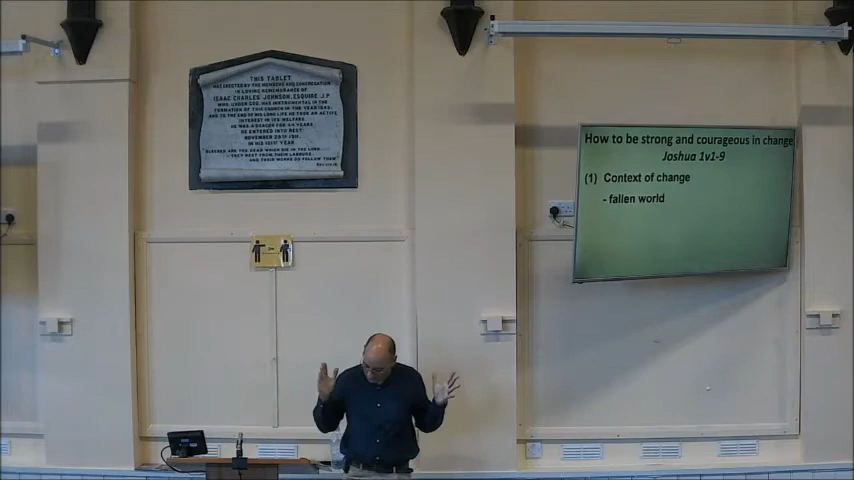 THIS TABLET
WAS ERECTED BY THE MEMBERS AND CONGREGATION
IN LOVING REMEMBRANCE OF
ISAAC CHARLES JOHNSON, ESQUIRE J.P.
WHO, UNDER GOD, WAS INSTRUMENTAL IN THE
FORMATION OF THIS CHURCH IN THE YEAR
AND TO THE END OF HIS LONG LIFE TOOK AN ACTIVE
INTEREST IN ITS WELFARE.
HE WAS A DEACON FOR YEARS
HE ENTERED INTO REST
NOVEMBER 1911
IN HIS YEAR
BLESSED ARE THE DEAD WHICH DIE IN THE LORD
THEY REST FROM THEIR LABOURS
AND THEIR WORKS DO FOLLOW THEM
How to be strong and courageous in change
Joshua 1v1-9
(1) Context of change
- fallen world